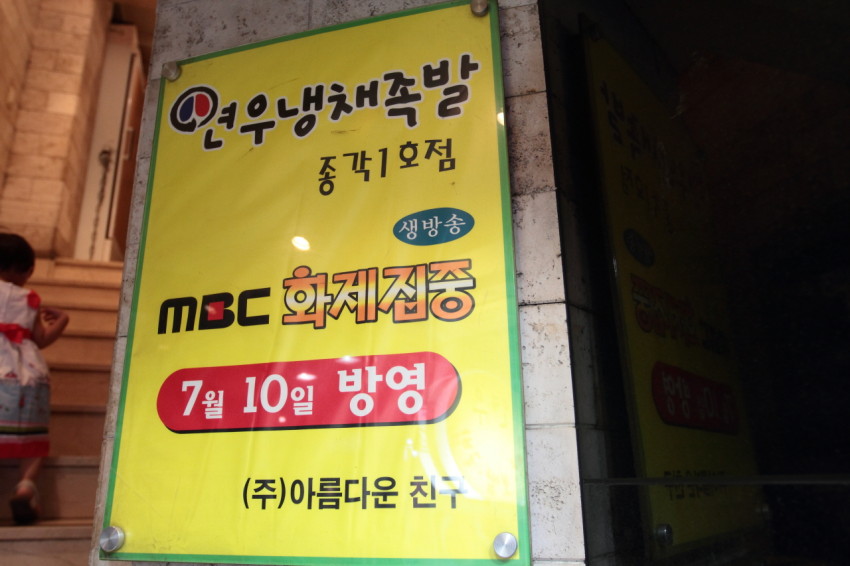 연우냉채족발
종각1호점
생방송
MBC 화제집중
7월 10일 방영
(주)아름다운 친구